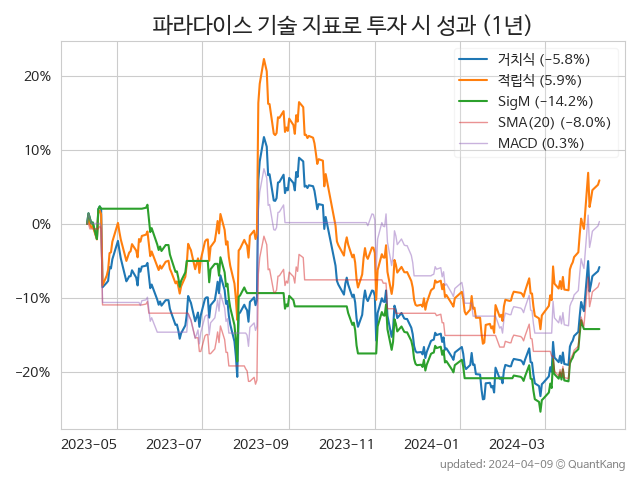 파라다이스 기술 지표로 투자 시 성과 (1년)
거치식 (−5.8%)
적립식 (5.9%)
SigM (−14.2%)
SMA(20) (−8.0%)
MACD (0.3%)
20%
10%
0%
−10%
−20%
2023−05 2023−07 2023−09 2023−11 2024−01 2024−03
updated: 2024−04−09 ⓒ QuantKang